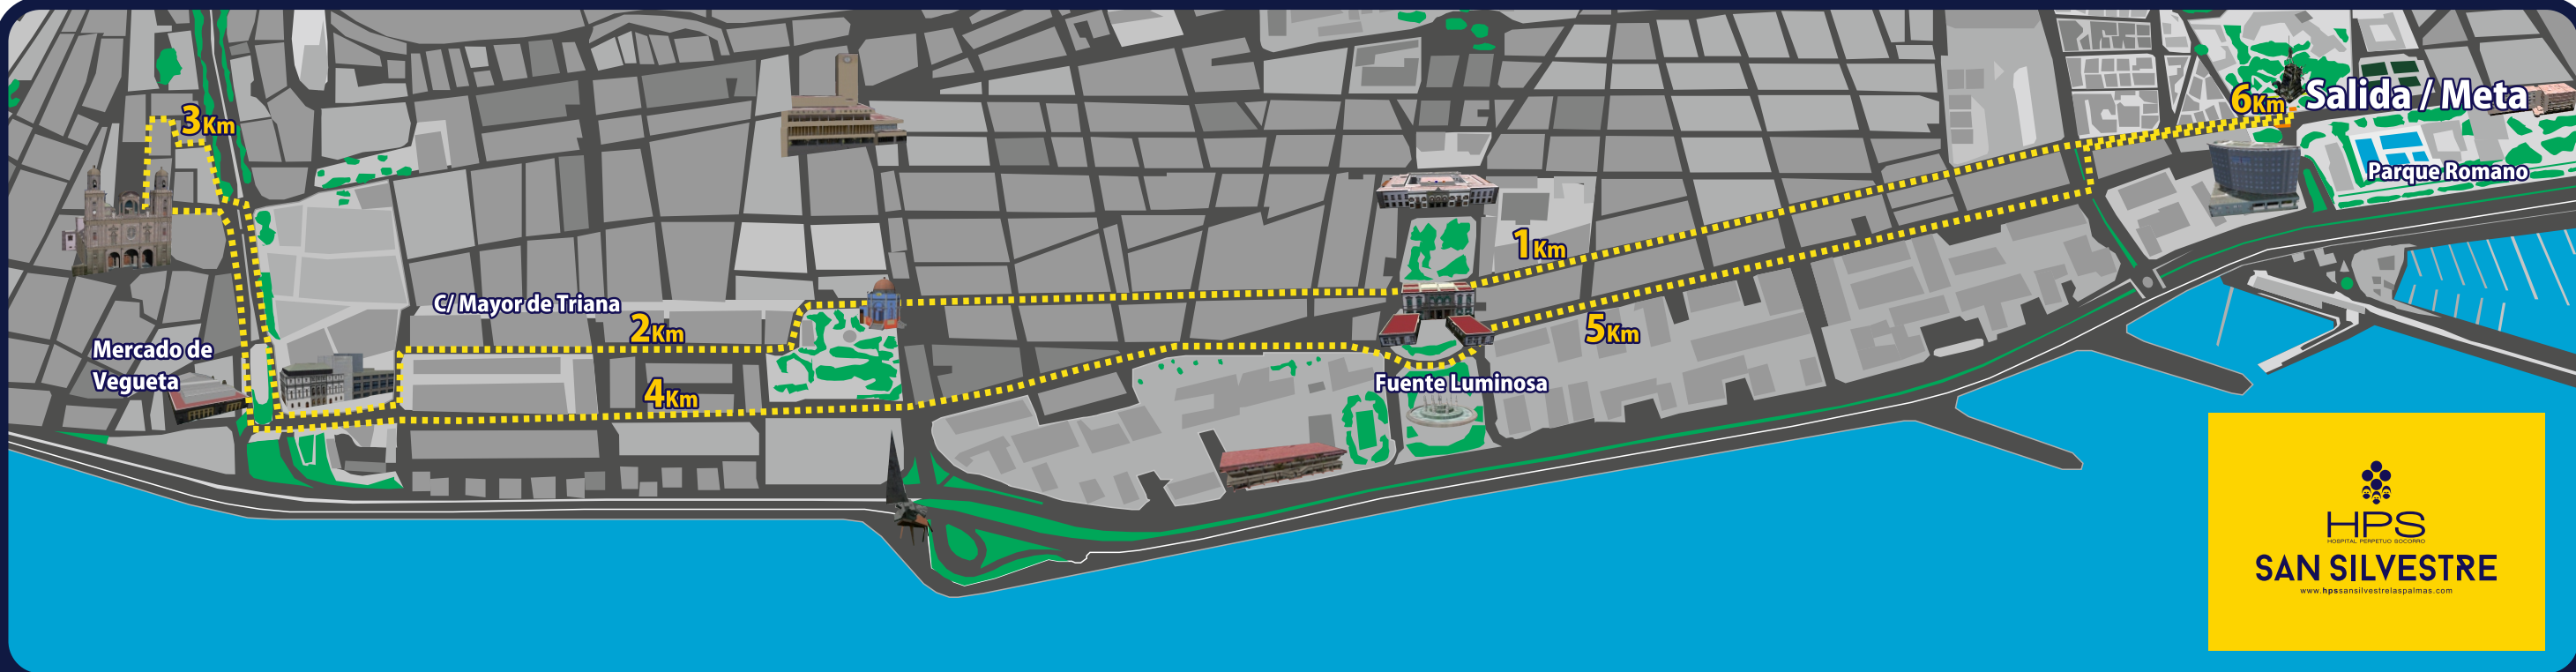 3Km
6Km
Salida / Meta
Parque Romano
1Km
C/ Mayor de Triana
2Km
5Km
Mercado de
Vegueta
4Km
Fuente Luminosa
HPS
HOSPITAL PERPETUO SOCORRO
SAN SILVESTRE
www.hpssansilvestrelaspalmas.com